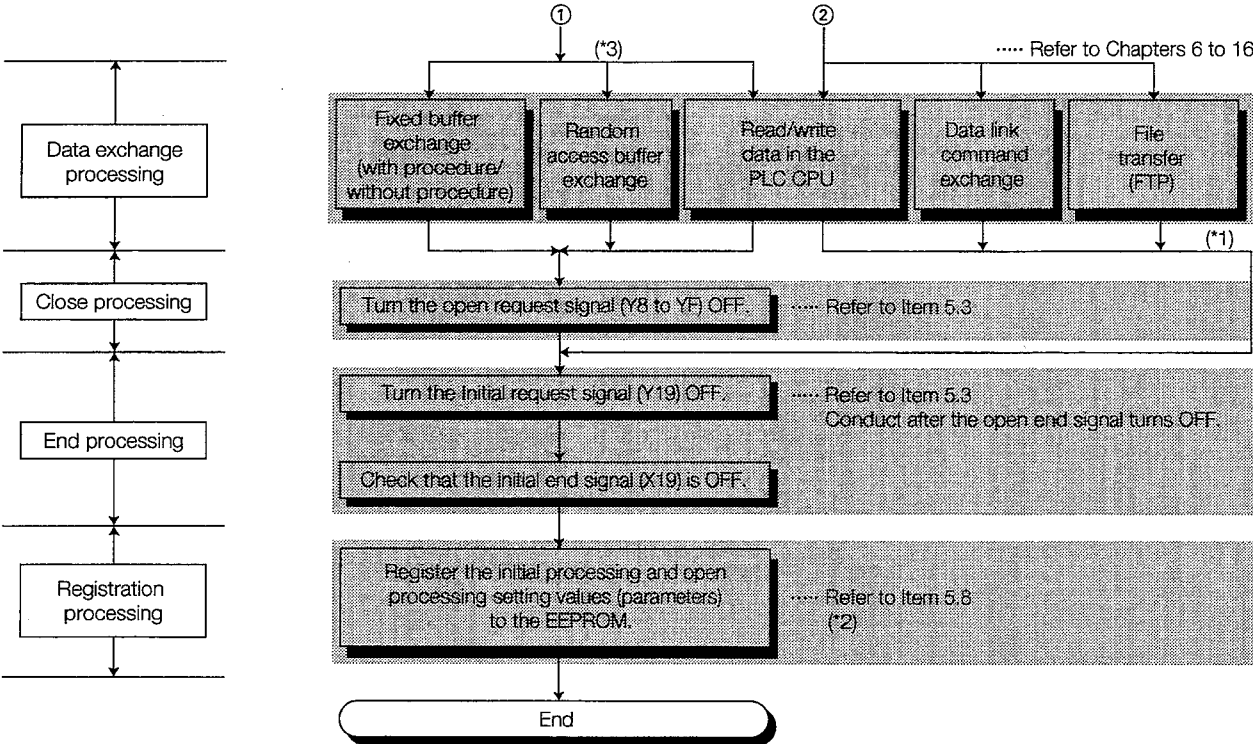 ①
②
(*3)
····· Refer to Chapters 6 to 16
Data exchange
processing
Fixed buffer
exchange
(with procedure/
without procedure)
Random
access buffer
exchange
Read/write
data in the
PLC CPU
Data link
command
exchange
File
transfer
(FTP)
(*1)
Close processing
Turn the open request signal (Y8 to YF) OFF.
····· Refer to Item 5.3
End processing
Turn the Initial request signal (Y19) OFF.
····· Refer to Item 5.3
Conduct after the open end signal turns OFF.
Check that the initial end signal (X19) is OFF.
Registration
processing
Register the initial processing and open
processing setting values (parameters)
to the EEPROM.
····· Refer to Item 5.8
(*2)
End